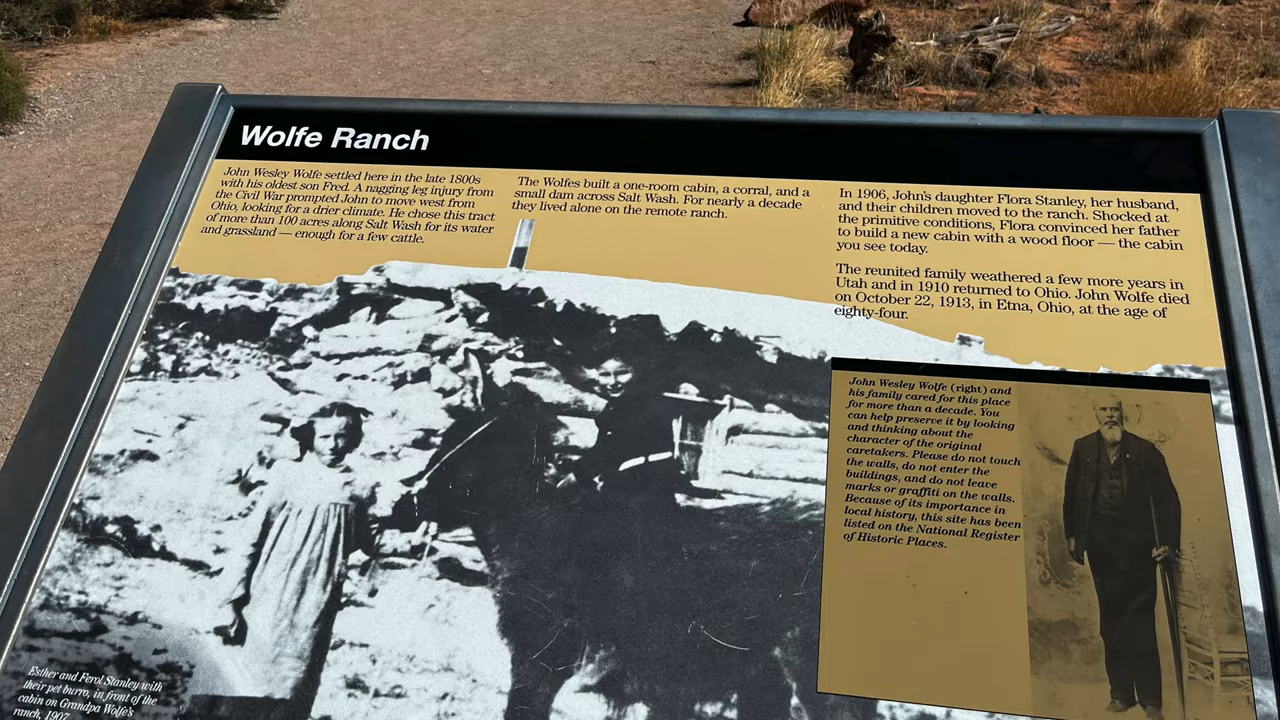 Wolfe Ranch
John Wesley Wolfe settled here in the late 1800s
with his oldest son Fred. A nagging leg injury from
the Civil War prompted John to move west from
Ohio, looking for a drier climate. He chose this tract
of more than 100 acres along Salt Wash for its water
and grassland — enough for a few cattle.
The Wolfes built a one-room cabin, a corral, and a
small dam across Salt Wash. For nearly a decade
they lived alone on the remote ranch.
In 1906, John's daughter Flora Stanley, her husband,
and their children moved to the ranch. Shocked at
the primitive conditions, Flora convinced her father
to build a new cabin with a wood floor — the cabin
you see today.
The reunited family weathered a few more years in
Utah and in 1910 returned to Ohio. John Wolfe died
on October 22, 1913, in Etna, Ohio, at the age of
eighty-four.
John Wesley Wolfe (right) and
his family cared for this place
for more than a decade. You
can help preserve it by looking
and thinking about the
character of the original
caretakers. Please do not touch
the walls, do not enter the
buildings, and do not leave
marks or graffiti on the walls.
Because of its importance in
local history, this site has been
listed on the National Register
of Historic Places.
Esther and Ferol Stanley with
their pet burro, in front of the
cabin on Grandpa Wolfe's
ranch, 1907